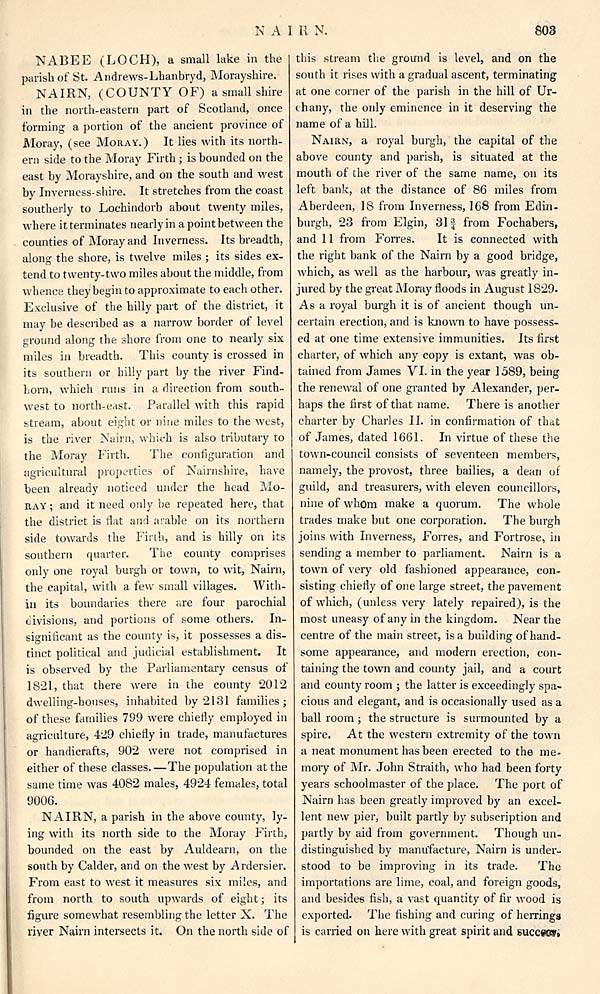 NAIRN.
803
NABEE (LOCH), a small lake in the
parish of St. Andrews-Lhanbryd, Morayshire.
NAIRN, (COUNTY OF) a small shire
in the north-eastern part of Scotland, once
forming a portion of the ancient province of
Moray, (see MORAY.) It lies with its north-
ern side to the Moray Firth; is bounded on the
east by Morayshire, and on the south and west
by Inverness-shire. It stretches from the coast
southerly to Lochindorb about twenty miles,
where it terminates nearly in a point between the
counties of Moray and Inverness. Its breadth,
along the shore, is twelve miles; its sides ex-
tend to twenty-two miles about the middle, from
whence they begin to approximate to each other.
Exclusive of the hilly part of the district, it
may be described as a narrow border of level
ground along the shore from one to nearly six
miles in breadth. This county is crossed in
its southern or hilly part by the river Find-
horn, which runs in a direction from south-
west to north-east. Parallel with this rapid
stream, about eight or nine miles to the west,
is the river Nairn, which is also tributary to
the Moray Firth. The configuration and
agricultural properties of Nairnshire, have
been already noticed under the head MO-
RAY; and it need only be repeated here, that
the district is flat and arable on its northern
side towards the Firth, and is hilly on its
southern quarter. The county comprises
only one royal burgh or town, to wit, Nairn,
the capital, with a few small villages. With-
in its boundaries there are four parochial
divisions, and portions of some others. In-
significant as the county is, it possesses a dis-
tinct political and judicial establishment. It
is observed by the Parliamentary census of
1821, that there were in the county 2012
dwelling-houses, inhabited by 2131 families;
of these families 799 were chiefly employed in
agriculture, 429 chiefly in trade, manufactures
or handicrafts, 902 were not comprised in
either of these classes.—The population at the
same time was 4082 males, 4924 females, total
9006.
NAIRN, a parish in the above county, ly-
ing with its north side to the Moray Firth,
bounded on the east by Auldearn, on the
south by Calder, and on the west by Ardersier.
From east to west it measures six miles, and
from north to south upwards of eight; its
figure somewhat resembling the letter X. The
river Nairn intersects it. On the north side of
this stream the ground is level, and on the
south it rises with a gradual ascent, terminating
at one corner of the parish in the hill of Ur-
chany, the only eminence in it deserving the
name of a hill.
NAIRN, a royal burgh, the capital of the
above county and parish, is situated at the
mouth of the river of the same name, on its
left bank, at the distance of 86 miles from
Aberdeen, 18 from Inverness, 168 from Edin-
burgh, 23 from Elgin, 31¾ from Fochabers,
and 11 from Forres. It is connected with
the right bank of the Nairn by a good bridge,
which, as well as the harbour, was greatly in-
jured by the great Moray floods in August 1829.
As a royal burgh it is of ancient though un-
certain erection, and is known to have possess-
ed at one time extensive immunities. Its first
charter, of which any copy is extant, was ob-
tained from James VI. in the year 1589, being
the renewal of one granted by Alexander, per-
haps the first of that name. There is another
charter by Charles II. in confirmation of that
of James, dated 1661. In virtue of these the
town-council consists of seventeen members,
namely, the provost, three bailies, a dean of
guild, and treasurers, with eleven councillors,
nine of whom make a quorum. The whole
trades make but one corporation. The burgh
joins with Inverness, Forres, and Fortrose, in
sending a member to parliament. Nairn is a
town of very old fashioned appearance, con-
sisting chiefly of one large street, the pavement
of which, (unless very lately repaired), is the
most uneasy of any in the kingdom. Near the
centre of the main street, is a building of hand-
some appearance, and modern erection, con-
taining the town and county jail, and a court
and county room; the latter is exceedingly spa-
cious and elegant, and is occasionally used as a
ball room; the structure is surmounted by a
spire. At the western extremity of the town
a neat monument has been erected to the me-
mory of Mr. John Straith, who had been forty
years schoolmaster of the place. The port of
Nairn has been greatly improved by an excel-
lent new pier, built partly by subscription and
partly by aid from government. Though un-
distinguished by manufacture, Nairn is under-
stood to be improving in its trade. The
importations are lime, coal, and foreign goods,
and besides fish, a vast quantity of fir wood is
exported. The fishing and curing of herrings
is carried on here with great spirit and success,